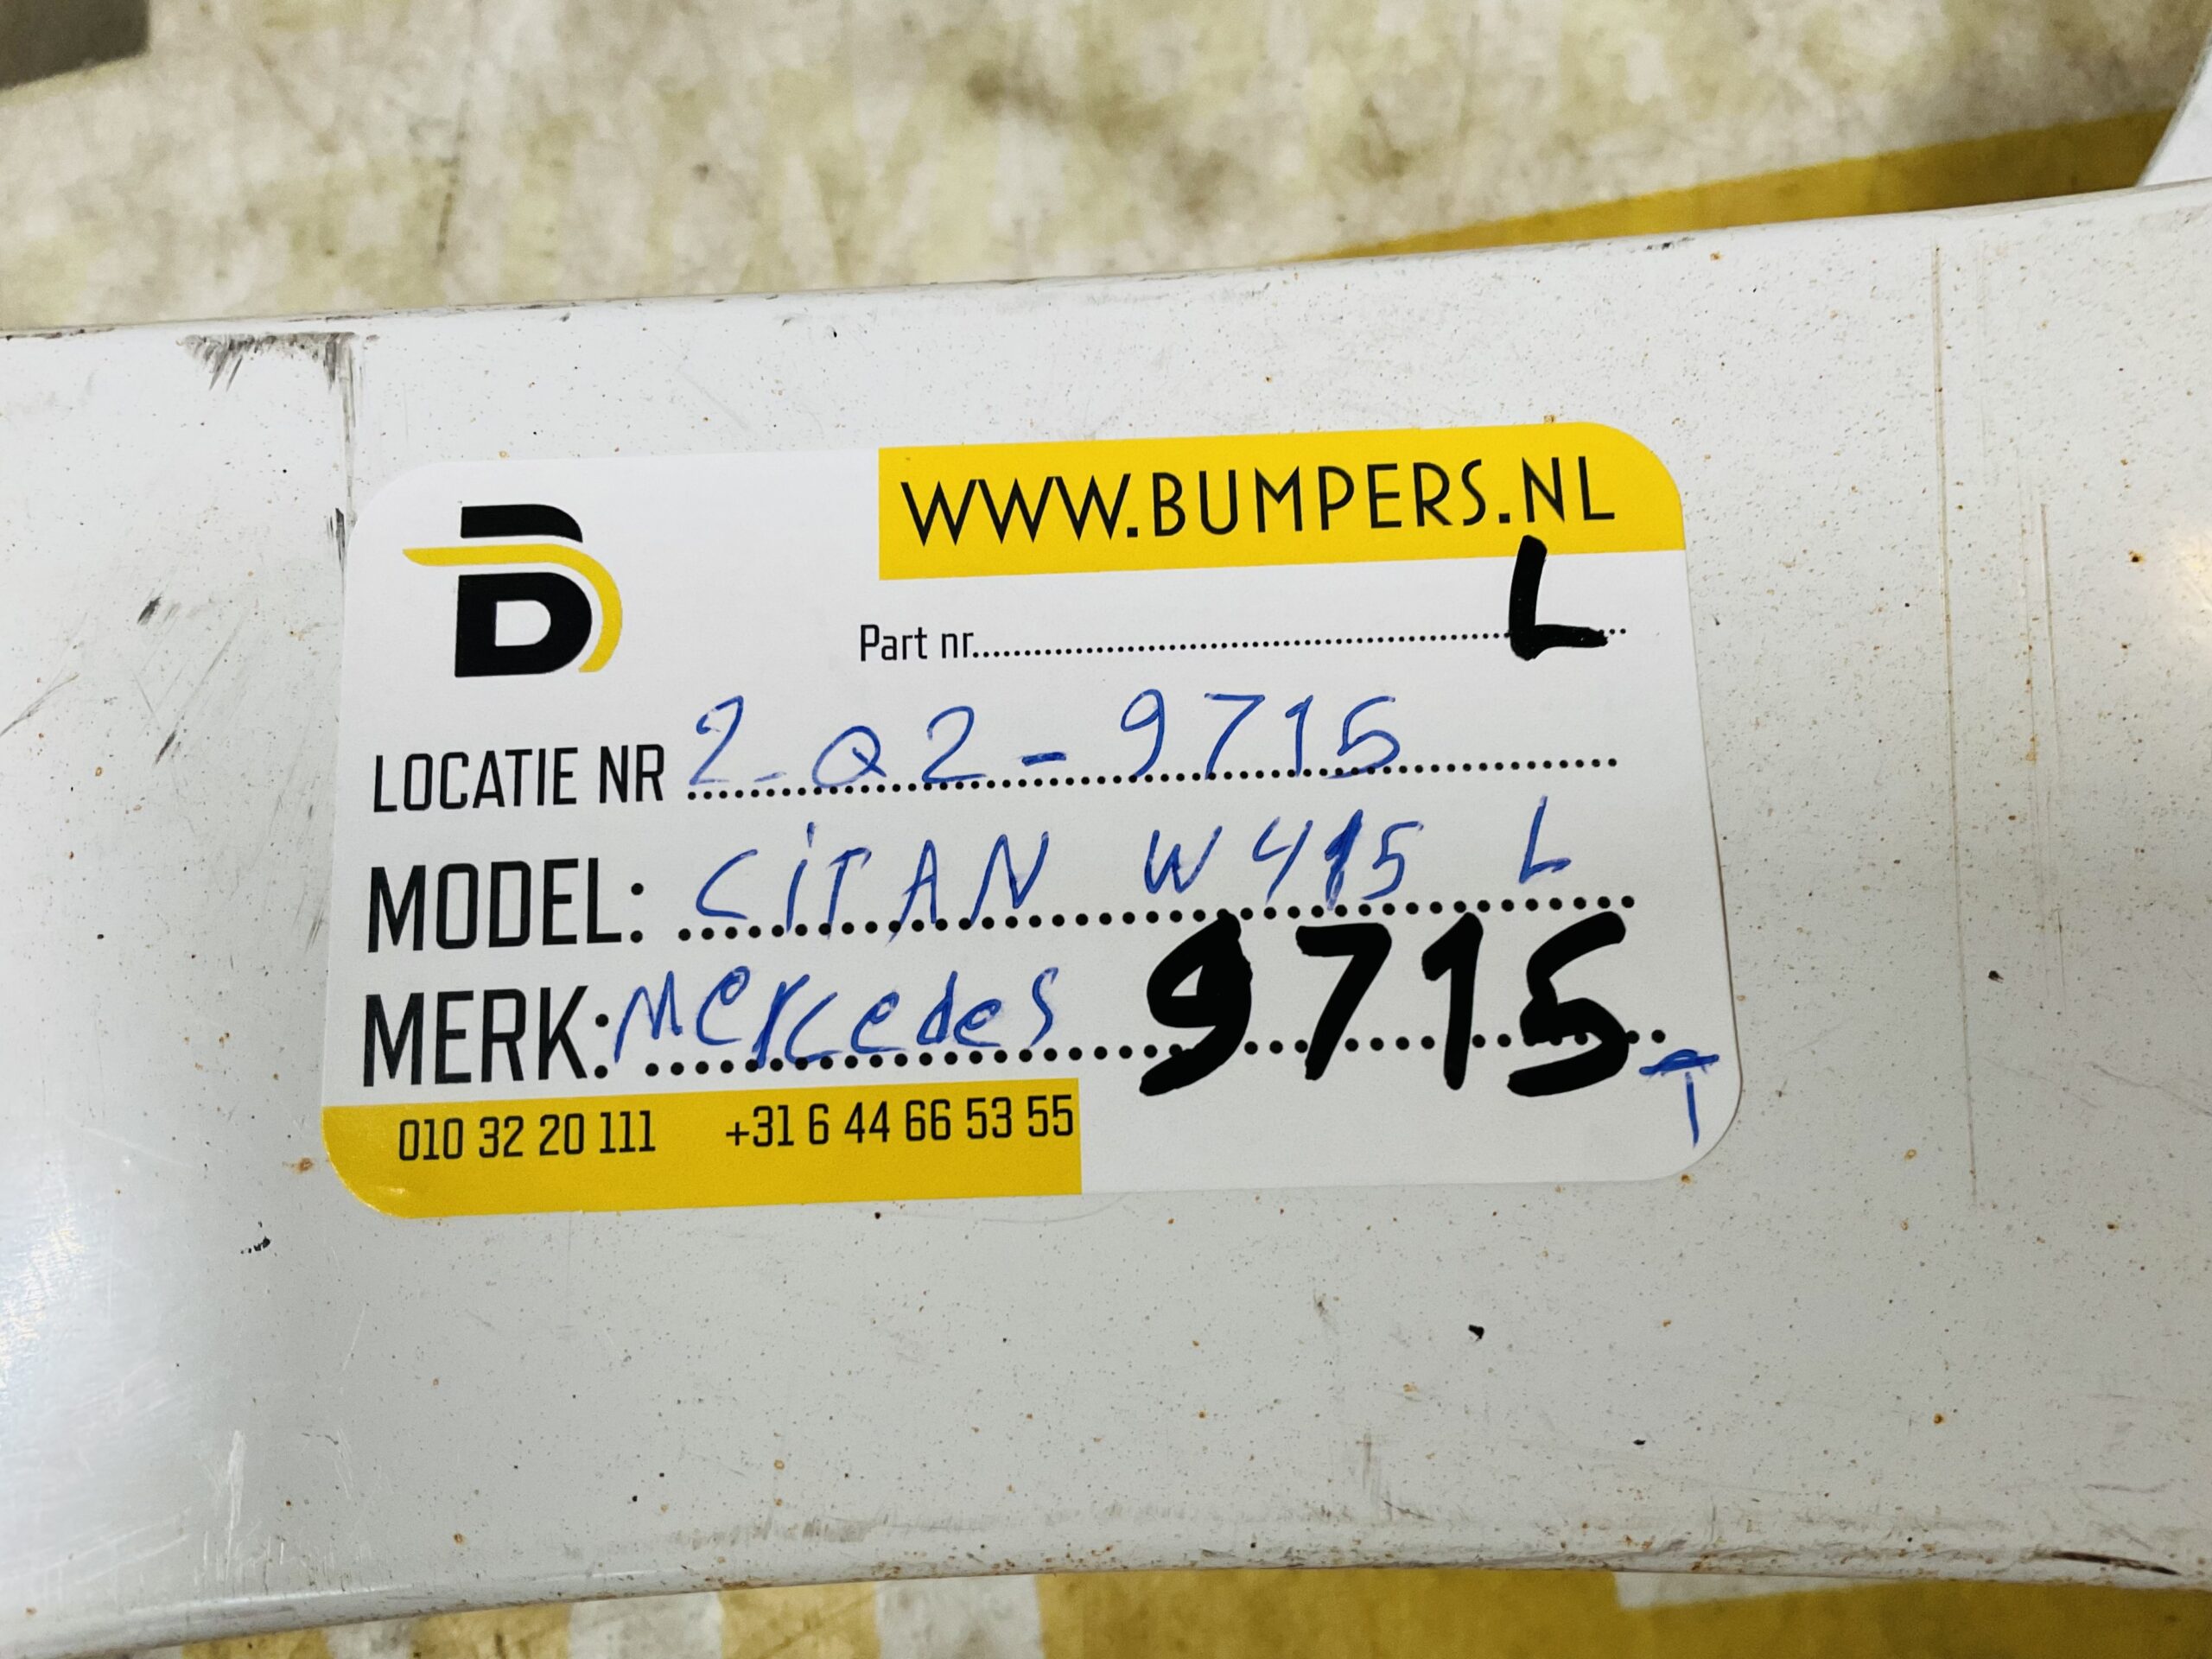 B
WWW.BUMPERS.NL
Part nr. L
LOCATIE NR 2-Q2-9715
MODEL: CiTAN W415 L
MERK: Mercedes 9715
T
010 32 20 111 +31 6 44 66 53 55